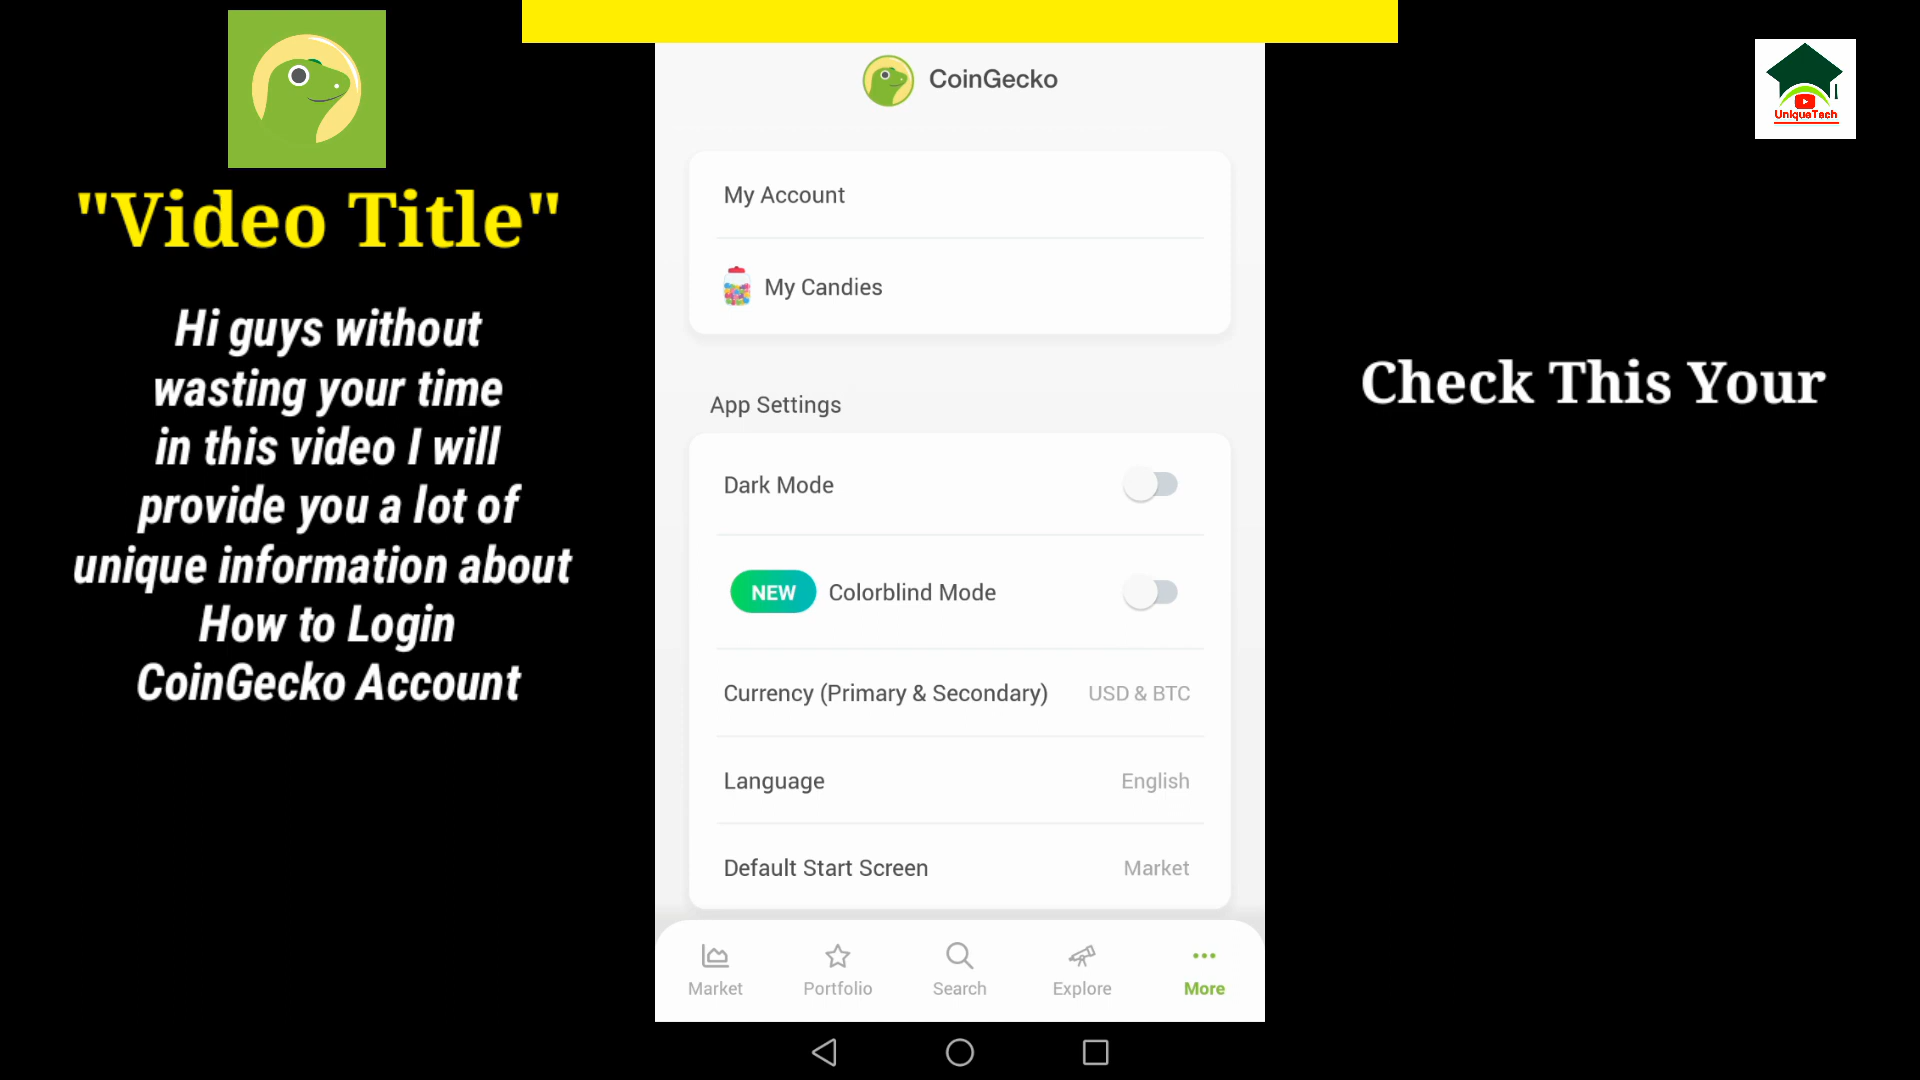 "Video Title"
Hi guys without
wasting your time
in this video I will
provide you a lot of
unique information about
How to Login
CoinGecko Account
CoinGecko
My Account
My Candies
App Settings
Dark Mode
NEW Colorblind Mode
Currency (Primary & Secondary) USD & BTC
Language English
Default Start Screen Market
Market Portfolio Search Explore More
UniqueTech
Check This Your